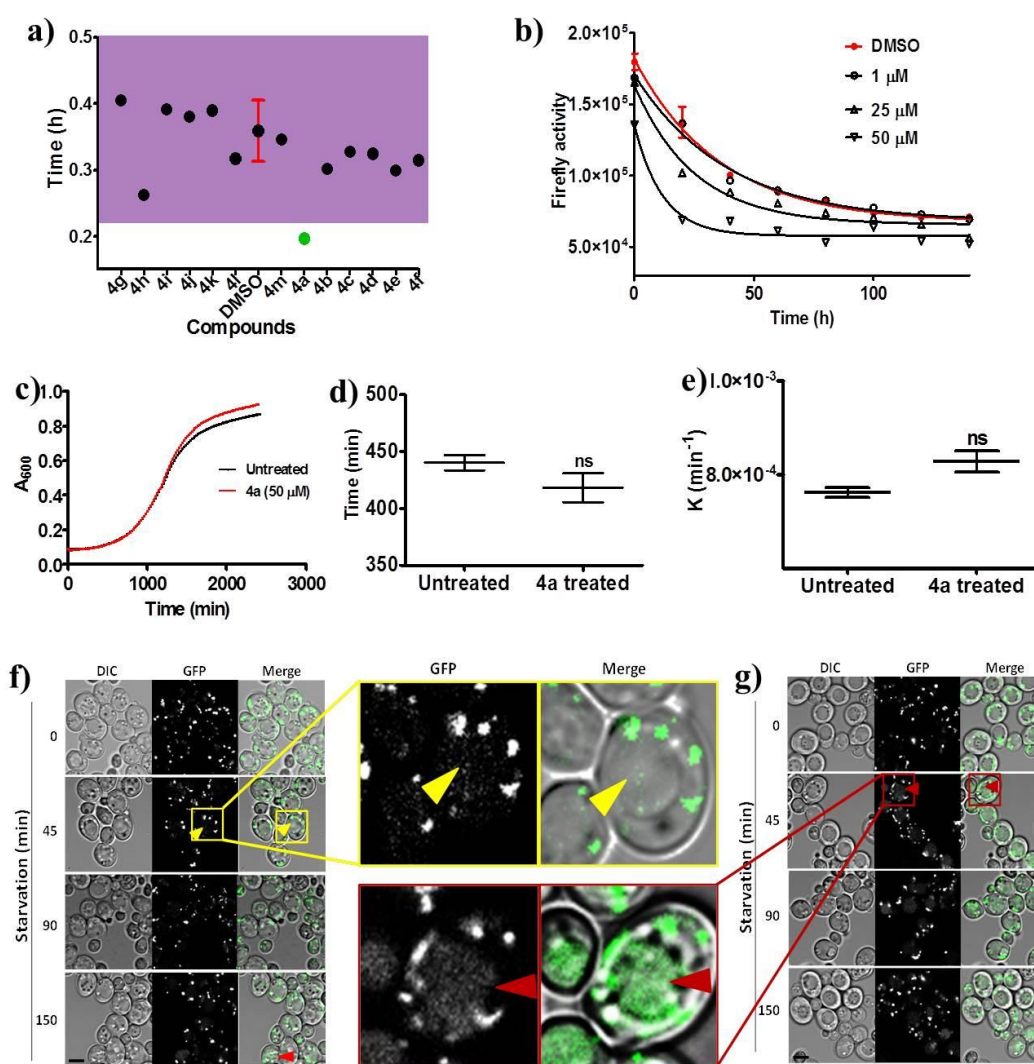 a)
0.5
0.4
0.3
0.2
Time (h)
4g
4h
4i
4j
4k
4l
DMSO
4m
4a
4b
4c
4d
4e
4f
Compounds
b)
2.0×10⁵
1.5×10⁵
1.0×10⁵
5.0×10⁴
Firefly activity
DMSO
1 µM
25 µM
50 µM
0 50 100
Time (h)
c)
1.0
0.8
0.6
0.4
0.2
0.0
A₆₀₀
Untreated
4a (50 µM)
0 1000 2000 3000
Time (min)
d)
500
450
400
350
Time (min)
ns
Untreated 4a treated
e)
1.0×10⁻³
8.0×10⁻⁴
K (min⁻¹)
ns
Untreated 4a treated
f)
DIC GFP Merge
Starvation (min)
0
45
90
150
GFP Merge
g)
DIC GFP Merge
Starvation (min)
0
45
90
150